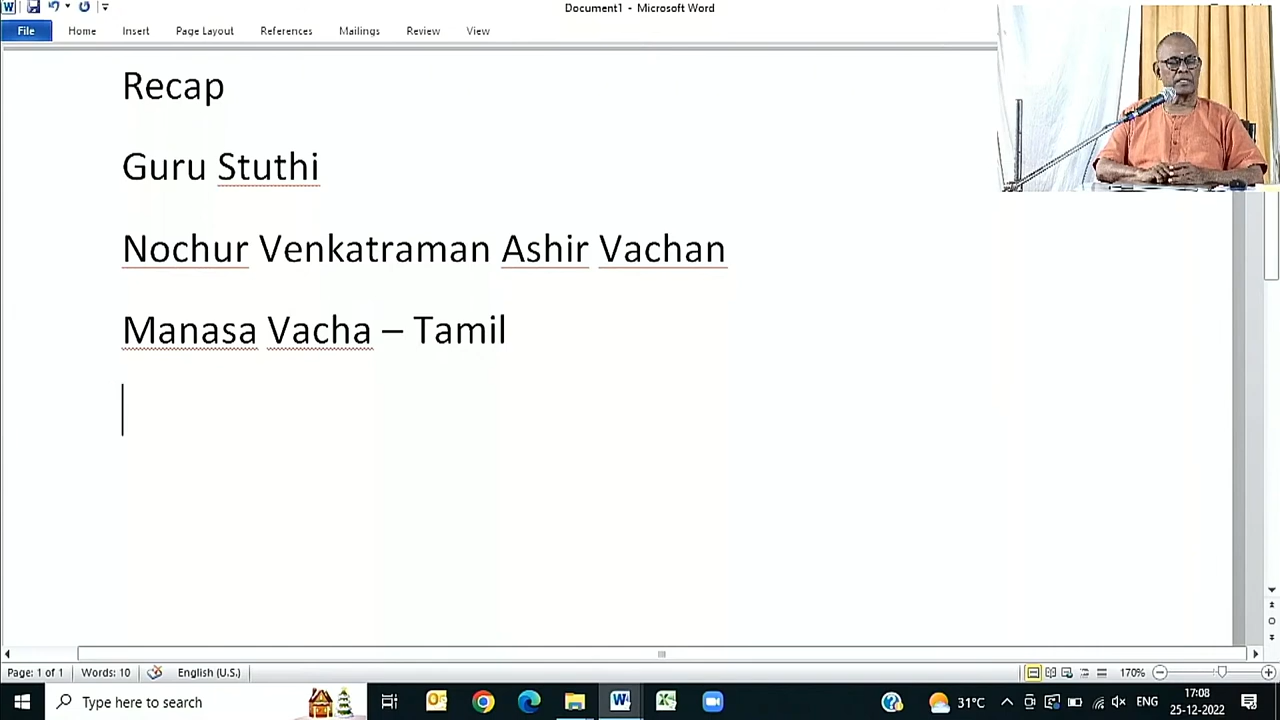 Document1 - Microsoft Word
File Home Insert Page Layout References Mailings Review View
Recap
Guru Stuthi
Nochur Venkatraman Ashir Vachan
Manasa Vacha – Tamil
Page: 1 of 1 Words: 10 English (U.S.) 170%
Type here to search 31°C ENG 17:08
25-12-2022